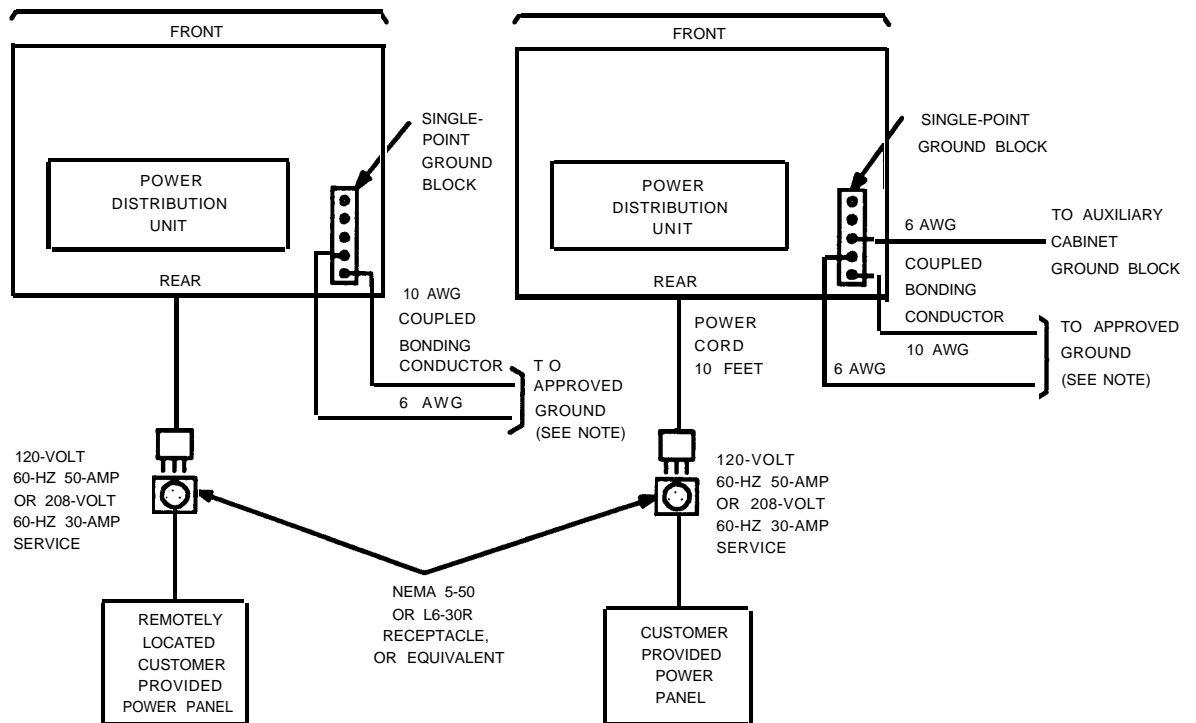 FRONT
SINGLE-
POINT
GROUND
BLOCK
POWER
DISTRIBUTION
UNIT
REAR
10 AWG
COUPLED
BONDING
CONDUCTOR
6 AWG
TO
APPROVED
GROUND
(SEE NOTE)
120-VOLT
60-HZ 50-AMP
OR 208-VOLT
60-HZ 30-AMP
SERVICE
REMOTELY
LOCATED
CUSTOMER
PROVIDED
POWER PANEL
NEMA 5-50
OR L6-30R
RECEPTACLE,
OR EQUIVALENT
FRONT
SINGLE-POINT
GROUND BLOCK
POWER
DISTRIBUTION
UNIT
REAR
6 AWG
TO AUXILIARY
CABINET
GROUND BLOCK
COUPLED
BONDING
CONDUCTOR
10 AWG
6 AWG
TO APPROVED
GROUND
(SEE NOTE)
POWER
CORD
10 FEET
120-VOLT
60-HZ 50-AMP
OR 208-VOLT
60-HZ 30-AMP
SERVICE
CUSTOMER
PROVIDED
POWER
PANEL